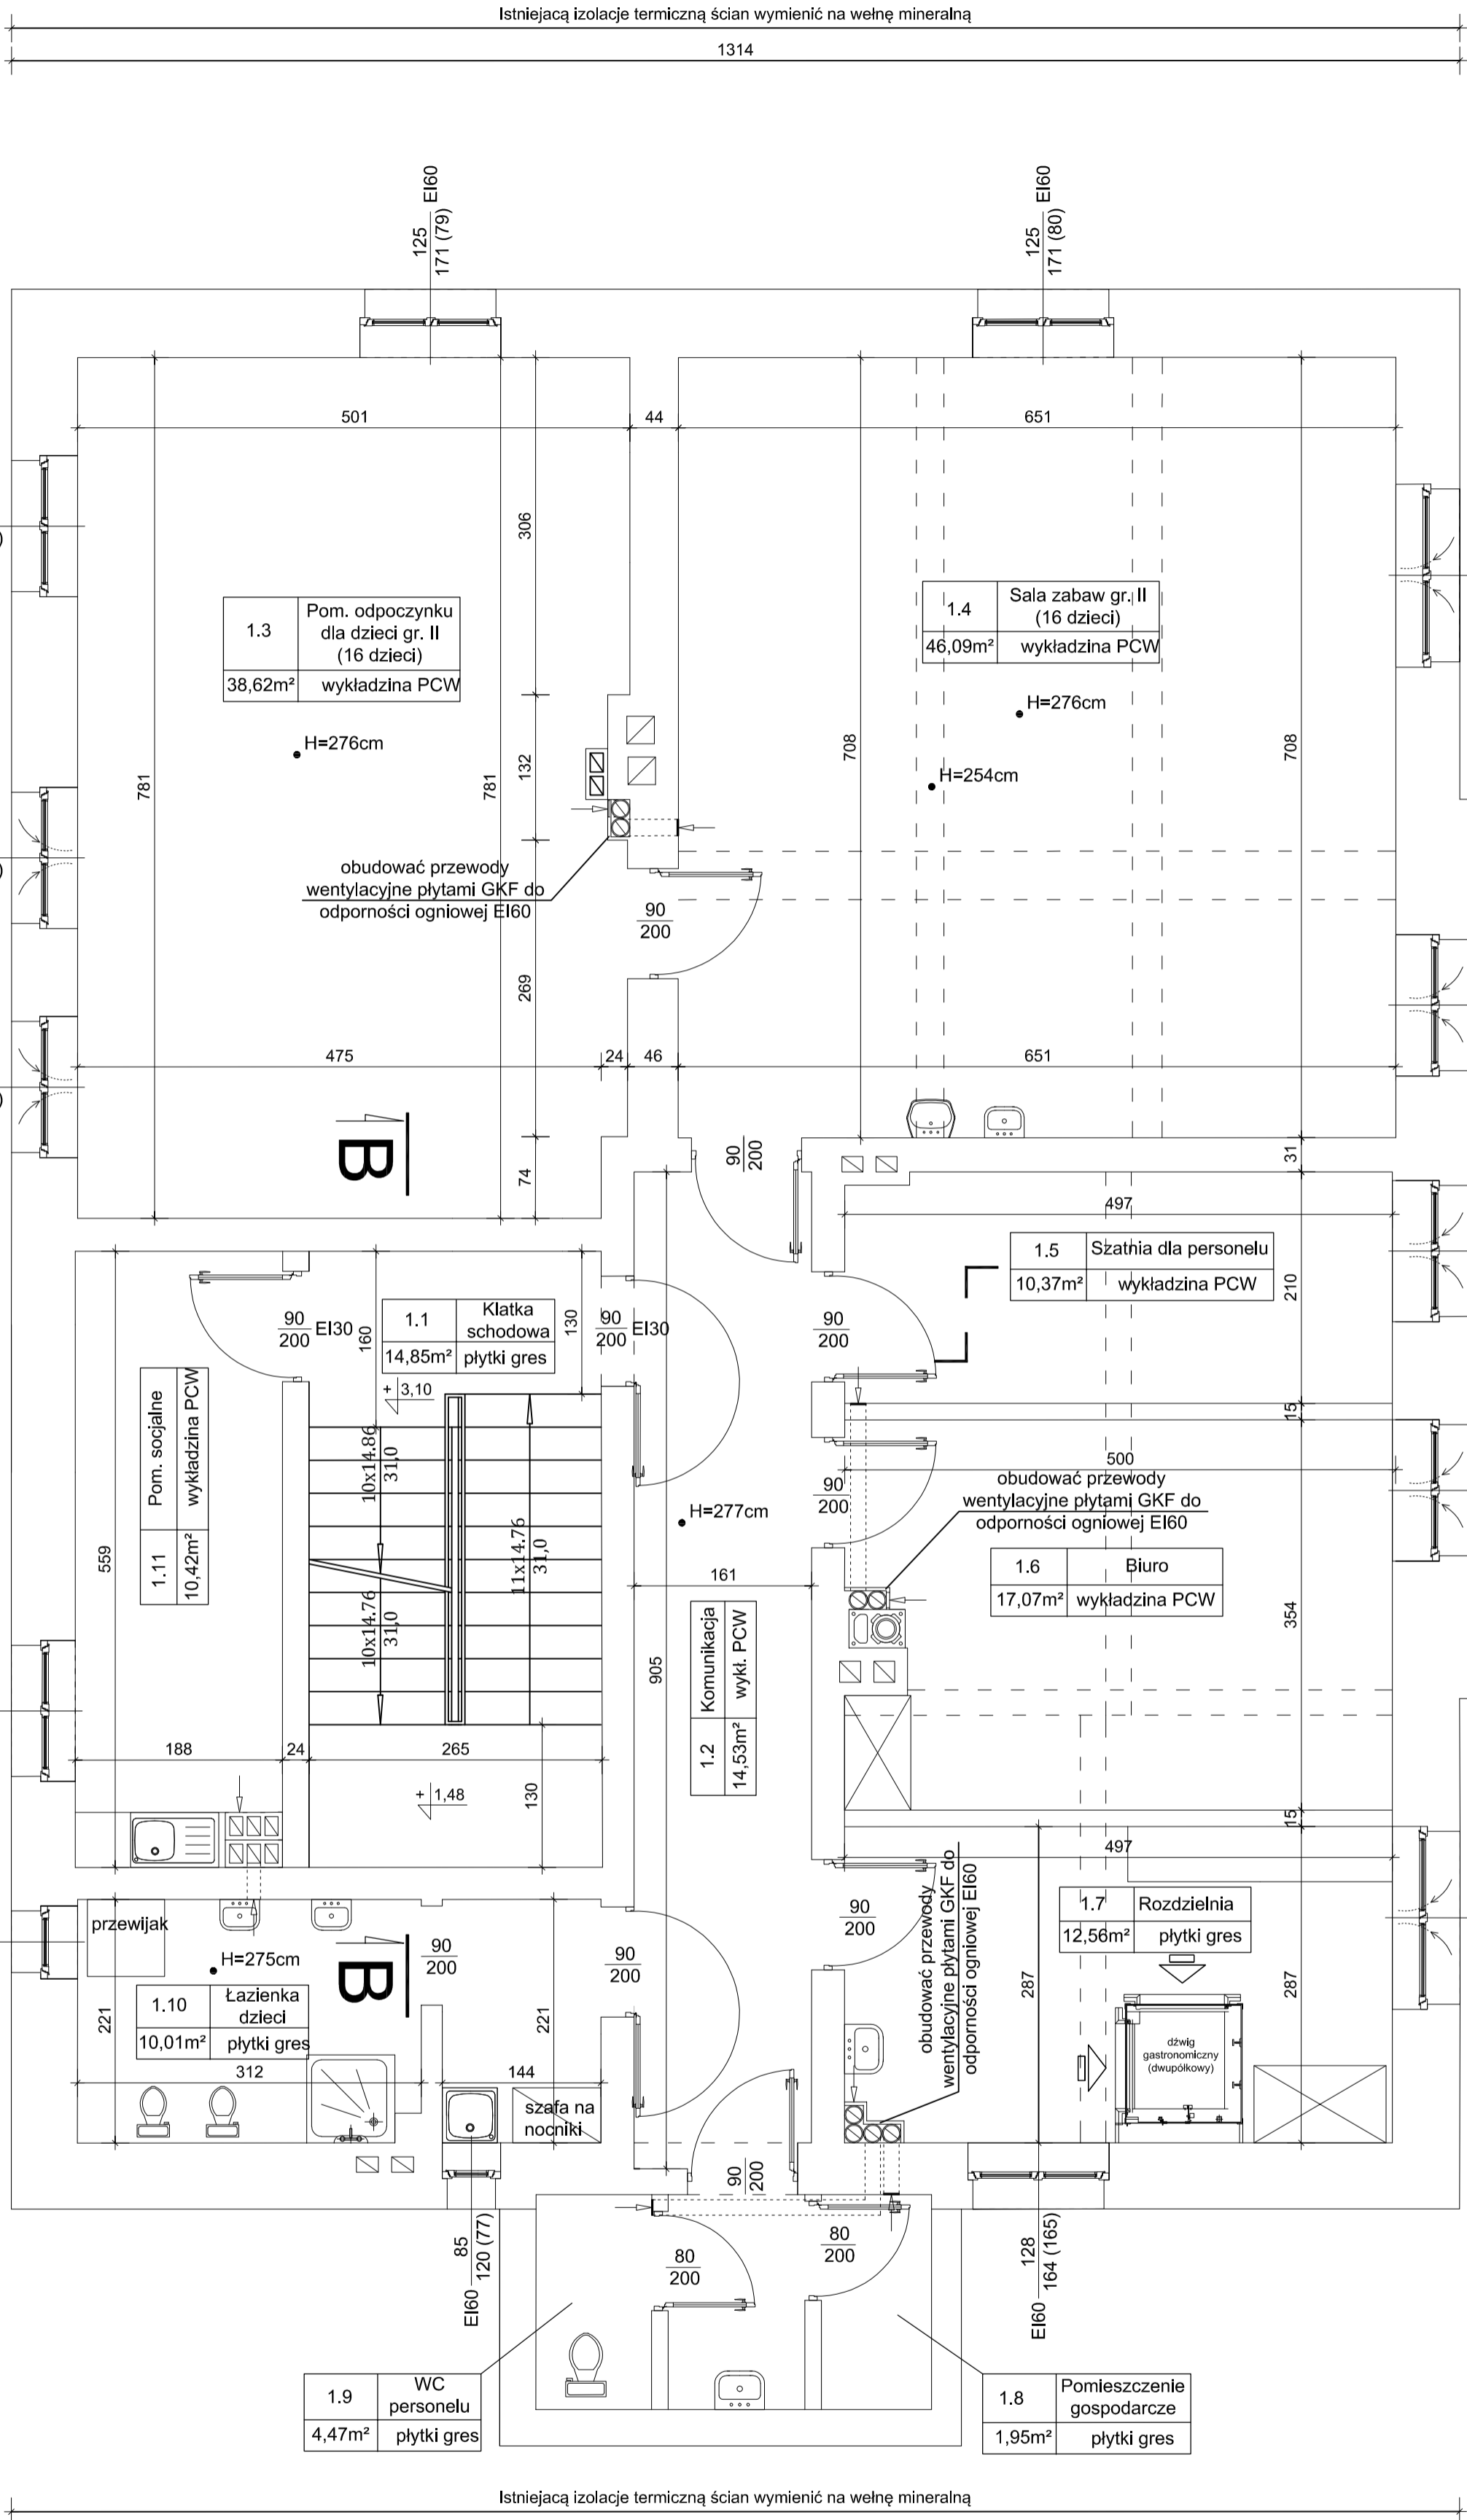 Istniejacą izolacje termiczną ścian wymienić na wełnę mineralną
1314
125
171 (79)
EI60
125
171 (80)
EI60
501
44
651
306
1.3
Pom. odpoczynku
dla dzieci gr. II
(16 dzieci)
38,62m²
wykładzina PCW
1.4
Sala zabaw gr. II
(16 dzieci)
46,09m²
wykładzina PCW
H=276cm
H=276cm
H=254cm
781
781
132
708
708
obudować przewody
wentylacyjne płytami GKF do
odporności ogniowej EI60
90
200
269
475
24
46
651
B
74
90
200
31
497
1.5
Szatnia dla personelu
10,37m²
wykładzina PCW
210
90
200
EI30
160
1.1
Klatka
schodowa
14,85m²
płytki gres
130
90
200
EI30
90
200
+ 3,10
1.11
Pom. socjalne
10,42m²
wykładzina PCW
10x14.86
31,0
11x14.76
31,0
10x14.76
31,0
559
15
500
90
200
obudować przewody
wentylacyjne płytami GKF do
odporności ogniowej EI60
H=277cm
1.6
Biuro
17,07m²
wykładzina PCW
161
354
905
1.2
Komunikacja
14,53m²
wykł. PCW
188
24
265
+ 1,48
130
15
497
przewijak
H=275cm
B
90
200
90
200
90
200
obudować przewody
wentylacyjne płytami GKF do
odporności ogniowej EI60
1.7
Rozdzielnia
12,56m²
płytki gres
1.10
Łazienka
dzieci
10,01m²
płytki gres
221
221
287
287
312
144
szafa na
nocniki
dźwig
gastronomiczny
(dwupółkowy)
90
200
85
120 (77)
EI60
80
200
80
200
128
164 (165)
EI60
1.9
WC
personelu
4,47m²
płytki gres
1.8
Pomieszczenie
gospodarcze
1,95m²
płytki gres
Istniejacą izolacje termiczną ścian wymienić na wełnę mineralną